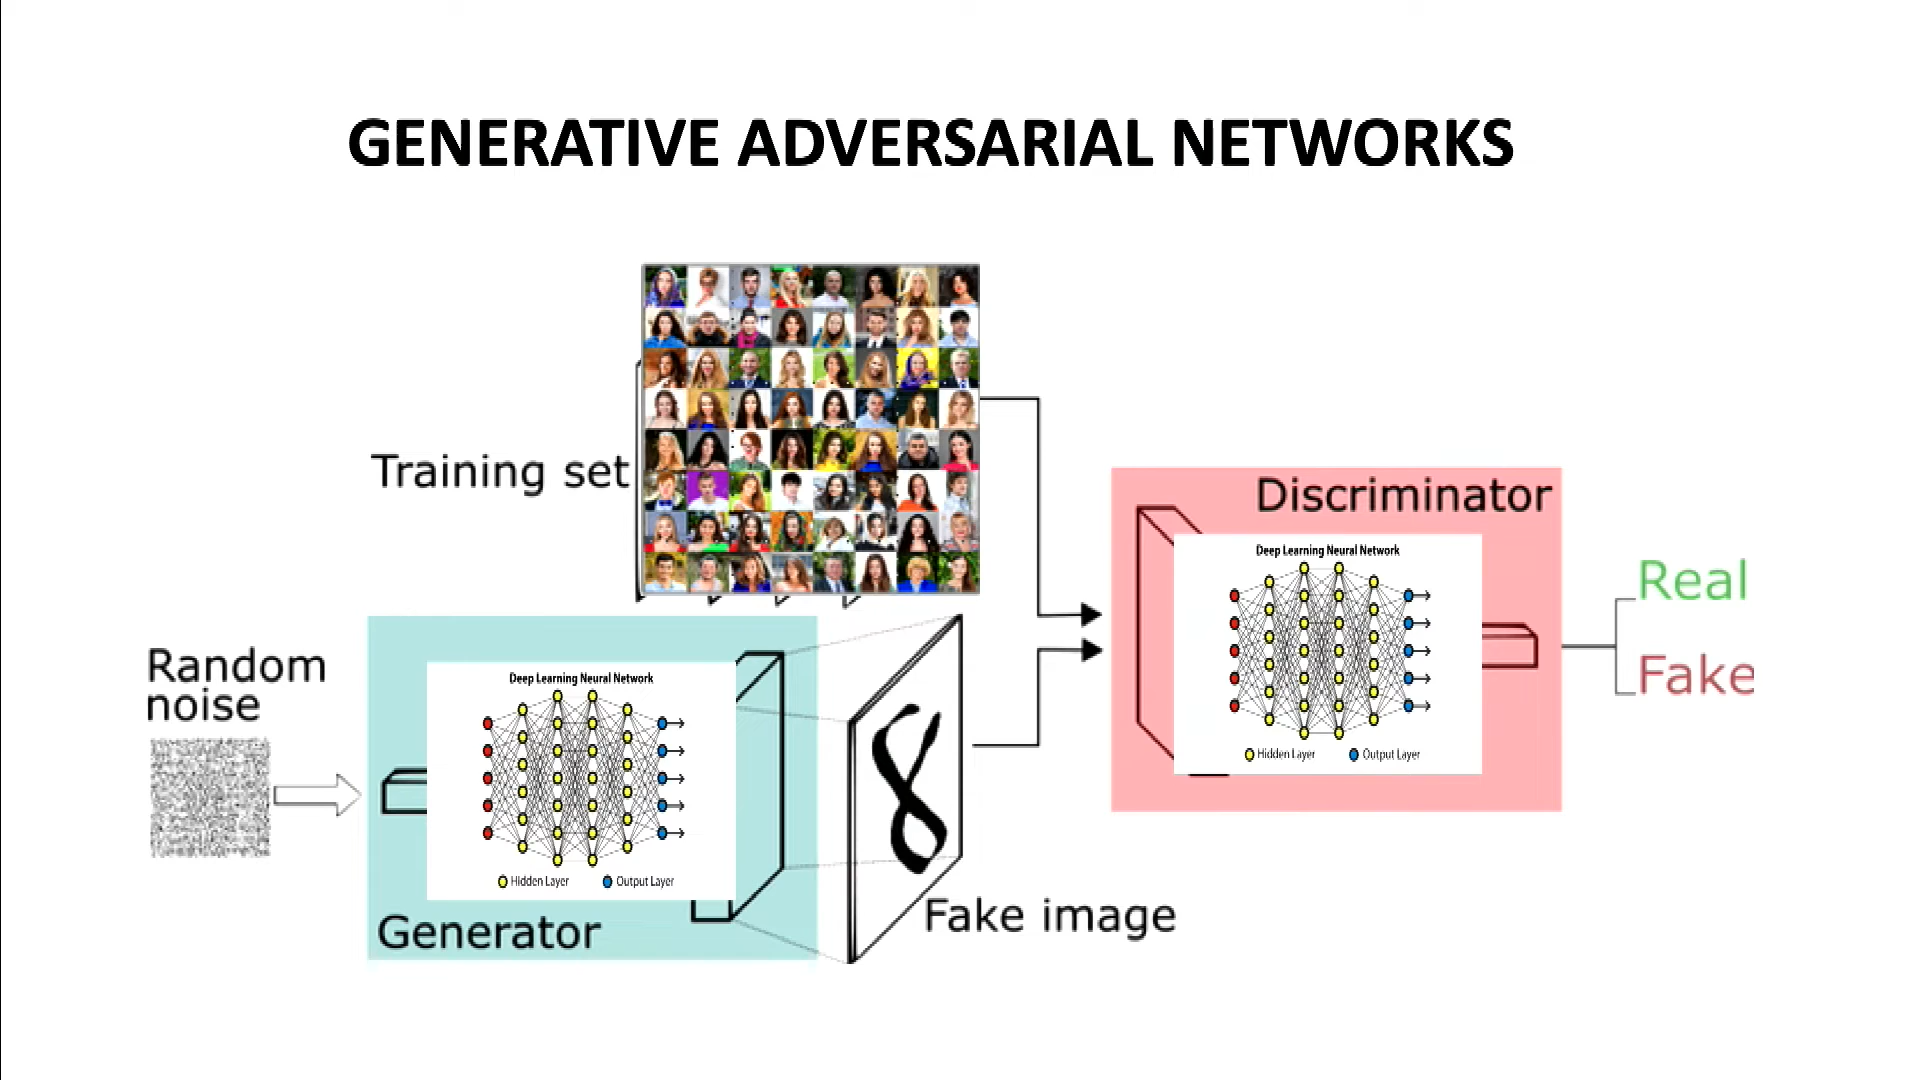 GENERATIVE ADVERSARIAL NETWORKS
Training set
Discriminator
Deep Learning Neural Network
Hidden Layer
Output Layer
Real
Fake
Random
noise
Deep Learning Neural Network
Hidden Layer
Output Layer
Generator
8
Fake image